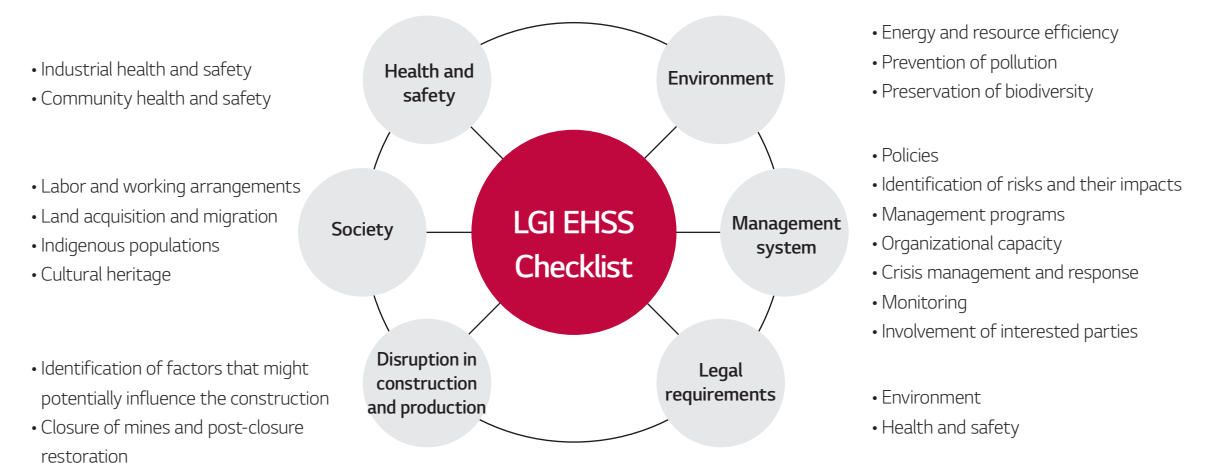 • Industrial health and safety
• Community health and safety
Health and
safety
Environment
• Energy and resource efficiency
• Prevention of pollution
• Preservation of biodiversity
• Labor and working arrangements
• Land acquisition and migration
• Indigenous populations
• Cultural heritage
Society
LGI EHSS
Checklist
Management
system
• Policies
• Identification of risks and their impacts
• Management programs
• Organizational capacity
• Crisis management and response
• Monitoring
• Involvement of interested parties
• Identification of factors that might
potentially influence the construction
• Closure of mines and post-closure
restoration
Disruption in
construction
and production
Legal
requirements
• Environment
• Health and safety